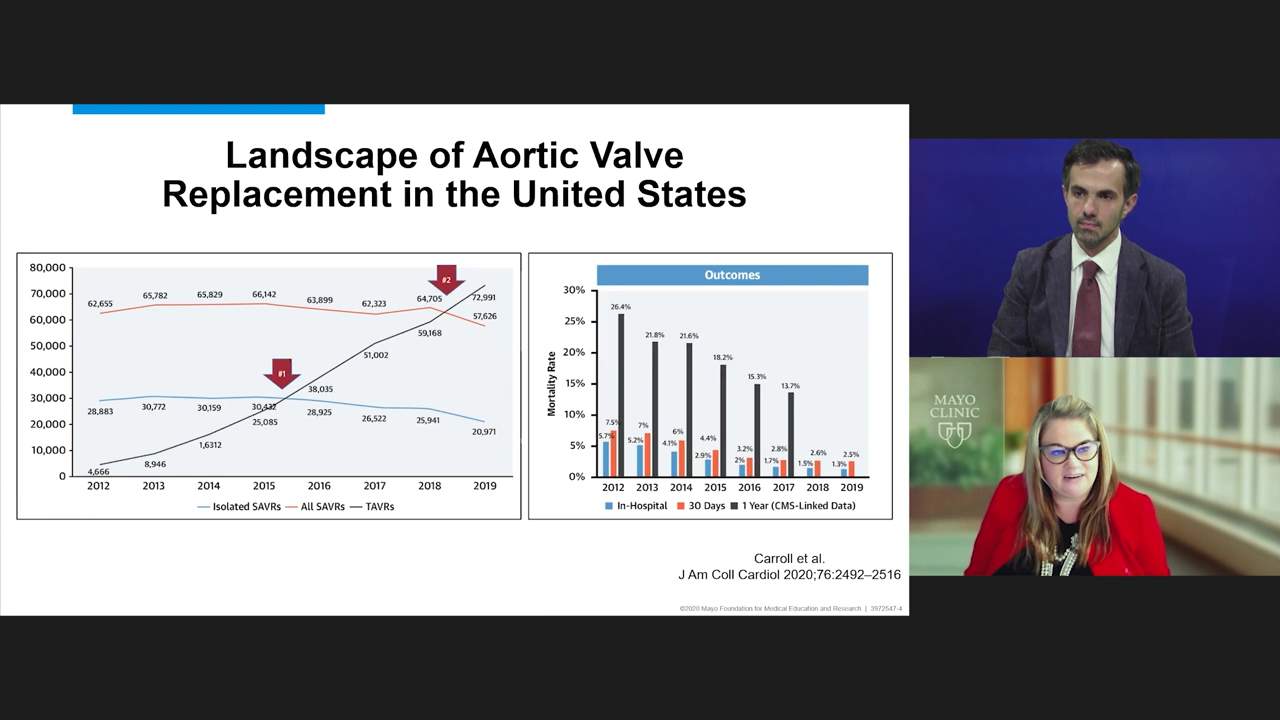 Landscape of Aortic Valve
Replacement in the United States
80,000
70,000
60,000
50,000
40,000
30,000
20,000
10,000
0
62,655
65,782
65,829
66,142
63,899
62,323
64,705
57,626
28,883
30,772
30,159
30,432
28,925
26,522
25,941
20,971
4,666
8,946
1,6312
25,085
38,035
51,002
59,168
72,991
#1
#2
2012 2013 2014 2015 2016 2017 2018 2019
Isolated SAVRs All SAVRs TAVRs
Outcomes
Mortality Rate
30%
25%
20%
15%
10%
5%
0%
5.7% 7.5% 26.4%
5.2% 7% 21.8%
4.1% 6% 21.6%
2.9% 4.4% 18.2%
2% 3.2% 15.3%
1.7% 2.8% 13.7%
1.5% 2.6%
1.3% 2.5%
2012 2013 2014 2015 2016 2017 2018 2019
In-Hospital 30 Days 1 Year (CMS-Linked Data)
Carroll et al.
J Am Coll Cardiol 2020;76:2492–2516
©2020 Mayo Foundation for Medical Education and Research | 3972547-4
MAYO
CLINIC